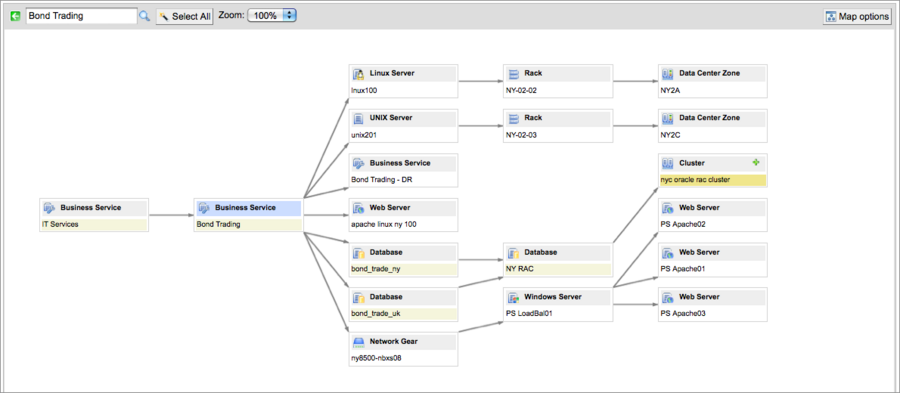 Bond Trading Select All Zoom: 100% Map options
Linux Server
lnux100
Rack
NY-02-02
Data Center Zone
NY2A
UNIX Server
unix201
Rack
NY-02-03
Data Center Zone
NY2C
Business Service
Bond Trading - DR
Cluster
nyc oracle rac cluster
Business Service
IT Services
Business Service
Bond Trading
Web Server
apache linux ny 100
Web Server
PS Apache02
Database
bond_trade_ny
Database
NY RAC
Web Server
PS Apache01
Database
bond_trade_uk
Windows Server
PS LoadBal01
Web Server
PS Apache03
Network Gear
ny8500-nbxs08